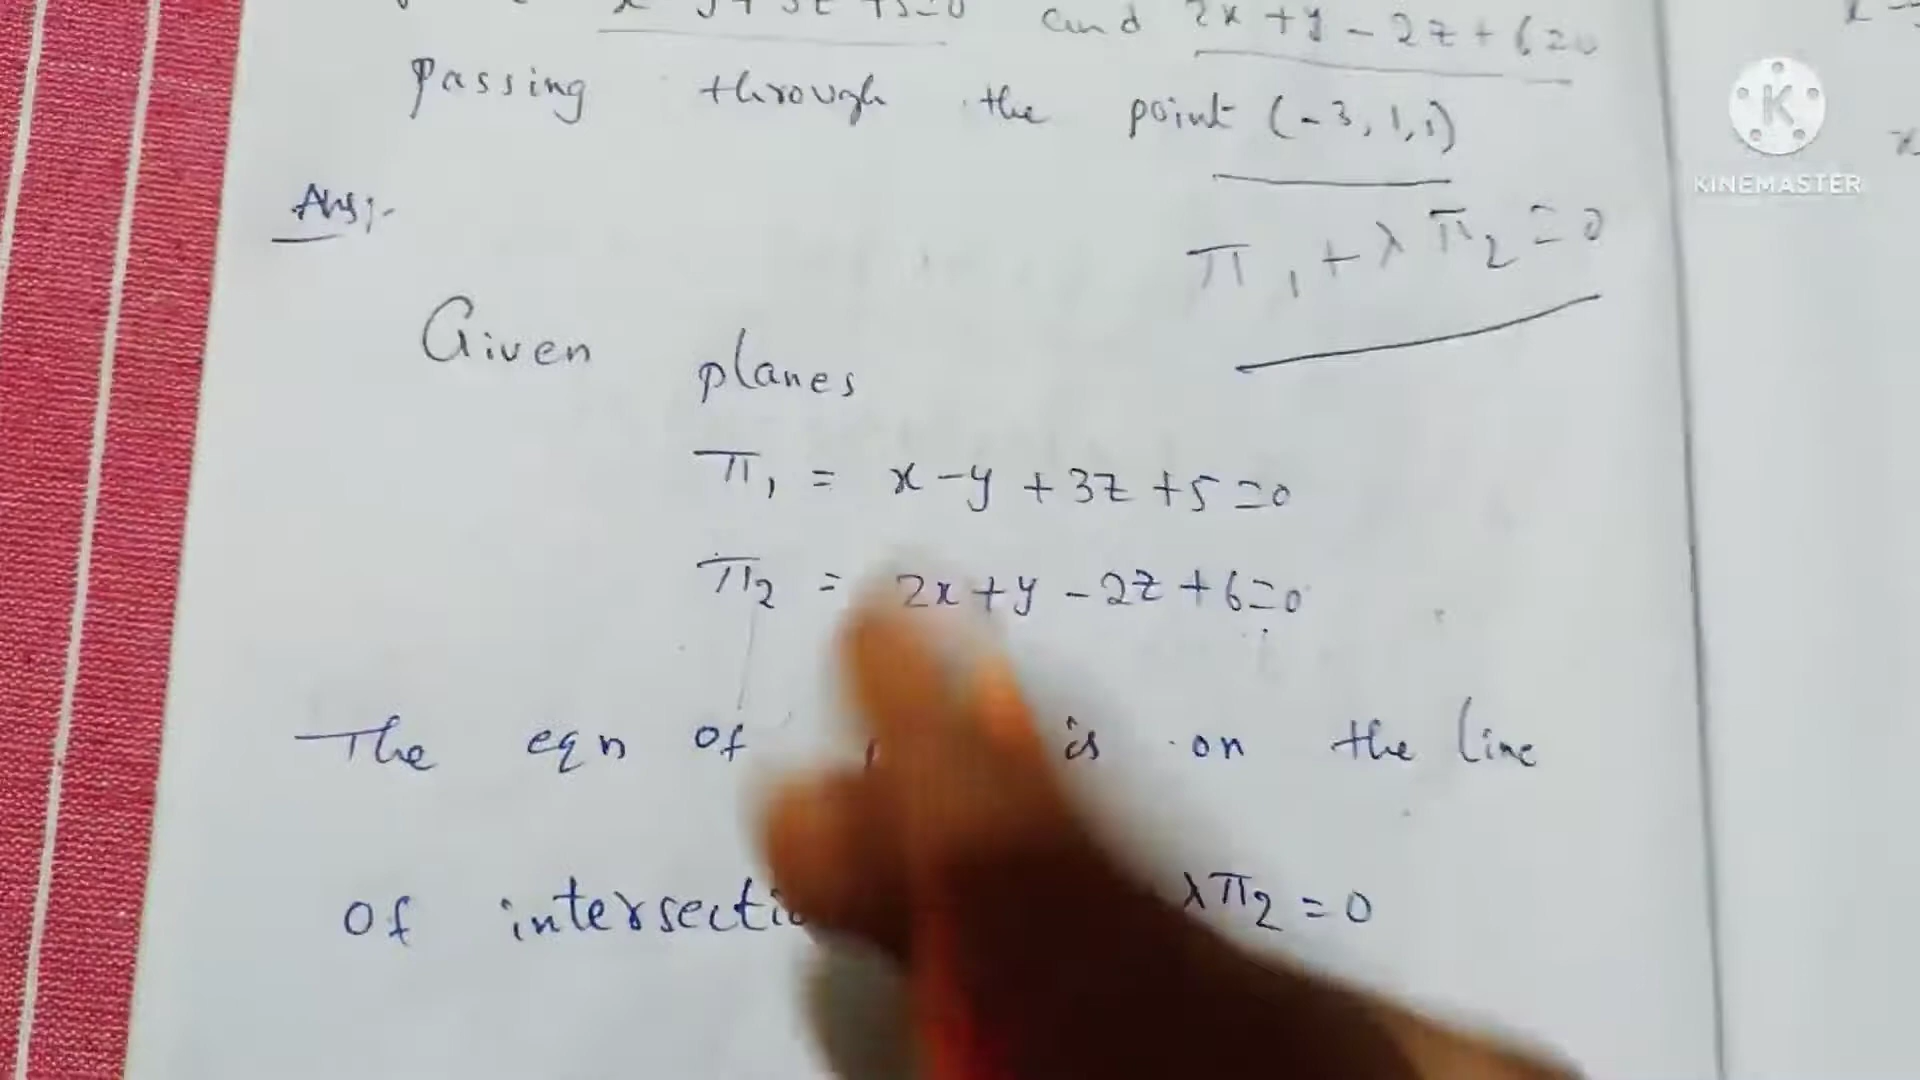 and 2x + y - 2z + 6=0
Passing through the point (-3,1,1)
KINEMASTER
Ans:-
π₁ + λ π₂ = 0
Given planes
π₁ = x - y + 3z + 5 = 0
π₂ = 2x + y - 2z + 6 = 0
The eqn of is on the line
of λπ₂ = 0